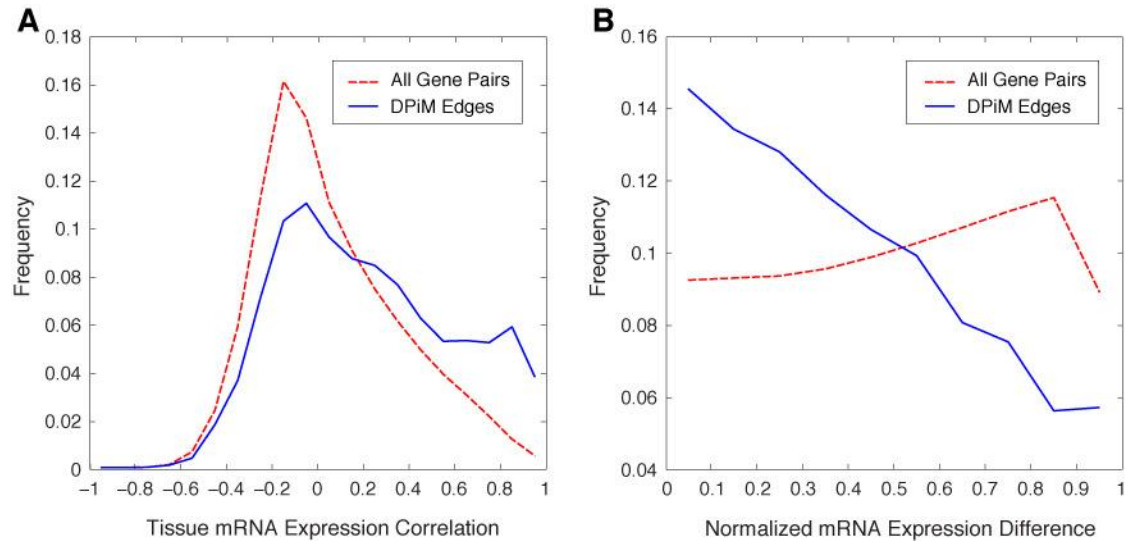 A
0.18
0.16
0.14
0.12
0.1
0.08
0.06
0.04
0.02
0
Frequency
All Gene Pairs
DPiM Edges
−1 −0.8 −0.6 −0.4 −0.2 0 0.2 0.4 0.6 0.8 1
Tissue mRNA Expression Correlation
B
0.16
0.14
0.12
0.1
0.08
0.06
0.04
Frequency
All Gene Pairs
DPiM Edges
0 0.1 0.2 0.3 0.4 0.5 0.6 0.7 0.8 0.9 1
Normalized mRNA Expression Difference